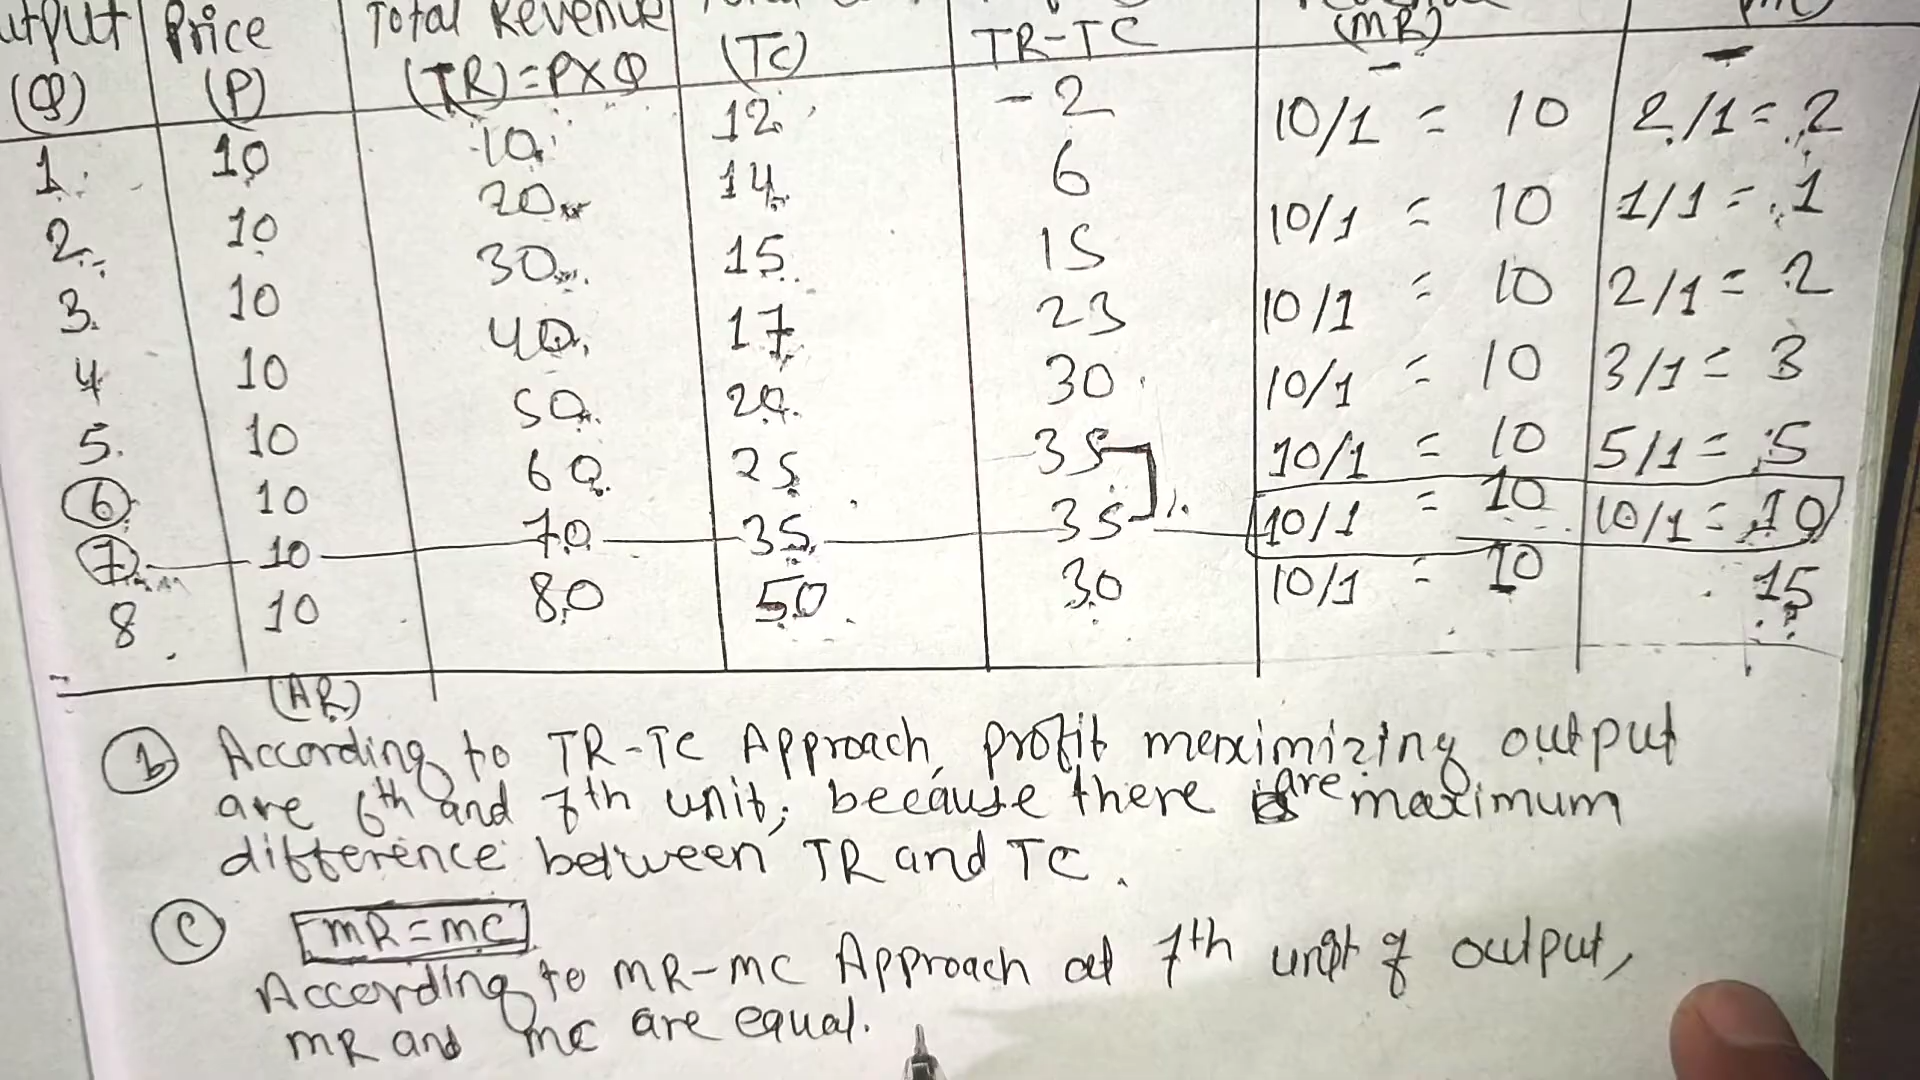 Price Total Revenue
(Q) (P) (TR)=PXQ (TC) TR-TC (MR)
- -
1. 10 10 12 -2 10/1 = 10 2/1 = 2
2. 10 20 14 6 10/1 = 10 1/1 = 1
3. 10 30 15 15 10/1 = 10 2/1 = 2
4 10 40 17 23 10/1 = 10 3/1 = 3
5. 10 50 20 30 10/1 = 10 5/1 = 5
6 10 60 25 35 10/1 = 10 10/1 = 10
7 10 70 35 35 10/1 = 10 15
8 10 80 50 30
(AR)
b According to TR-TC Approach, profit meximizing output
are 6th and 7th unit, because there are maximum
difference between TR and TC.
c MR=MC
According to MR-MC Approach at 7th unit of output,
MR and MC are equal.